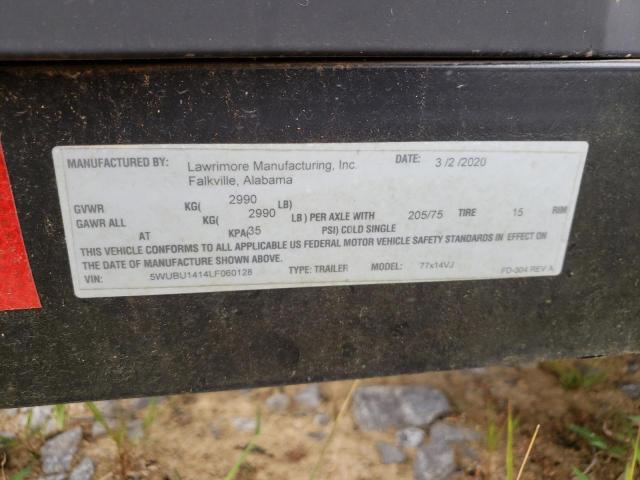 MANUFACTURED BY: Lawrimore Manufacturing, Inc. DATE: 3 /2 /2020
Falkville, Alabama
GVWR KG( 2990 LB)
GAWR ALL KG( 2990 LB ) PER AXLE WITH 205/75 TIRE 15 RIM
AT KPA(35 PSI) COLD SINGLE
THIS VEHICLE CONFORMS TO ALL APPLICABLE US FEDERAL MOTOR VEHICLE SAFETY STANDARDS IN EFFECT ON
THE DATE OF MANUFACTURE SHOWN ABOVE.
VIN: 5WUBU1414LF060128 TYPE: TRAILER MODEL: 77x14VJ FD-304 REV A